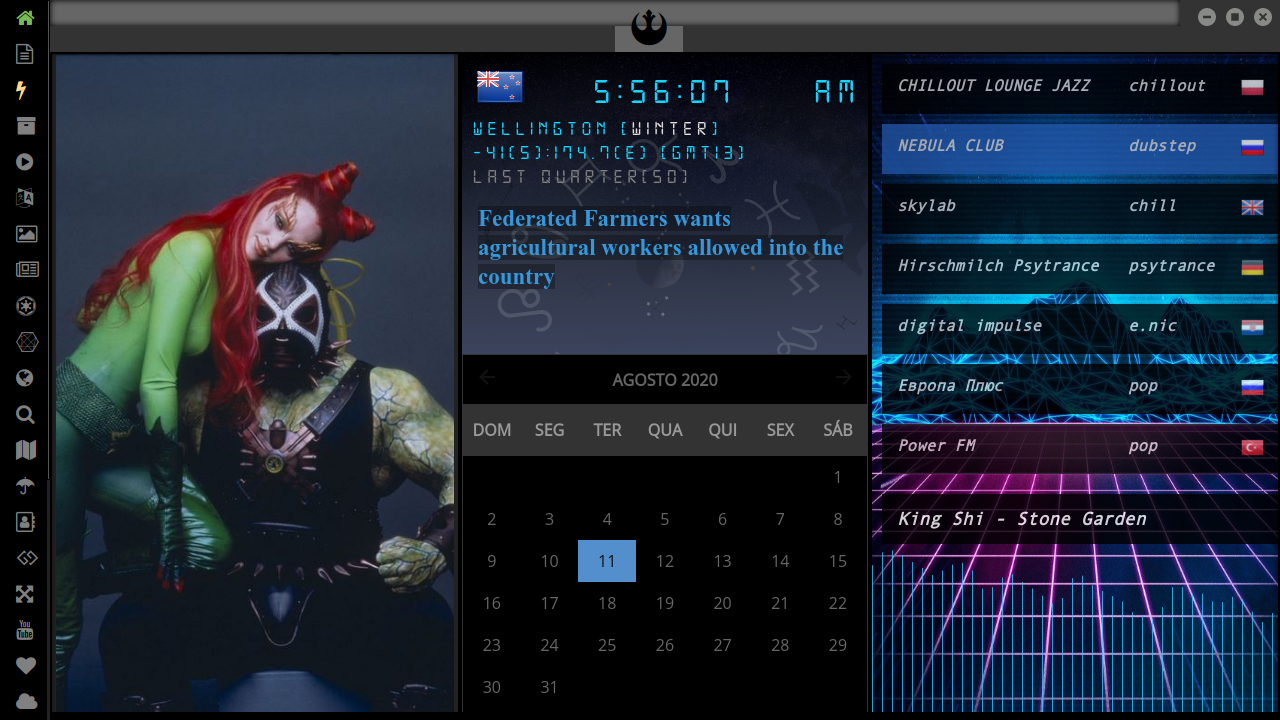 5:56:07 AM
WELLINGTON [WINTER]
-41(S):174.7(E) [GMT13]
LAST QUARTER(50)
Federated Farmers wants
agricultural workers allowed into the
country
AGOSTO 2020
DOM SEG TER QUA QUI SEX SÁB
1
2 3 4 5 6 7 8
9 10 11 12 13 14 15
16 17 18 19 20 21 22
23 24 25 26 27 28 29
30 31
CHILLOUT LOUNGE JAZZ chillout
NEBULA CLUB dubstep
skylab chill
Hirschmilch Psytrance psytrance
digital impulse e.nic
Европа Плюс pop
Power FM pop
King Shi - Stone Garden
You
Tube